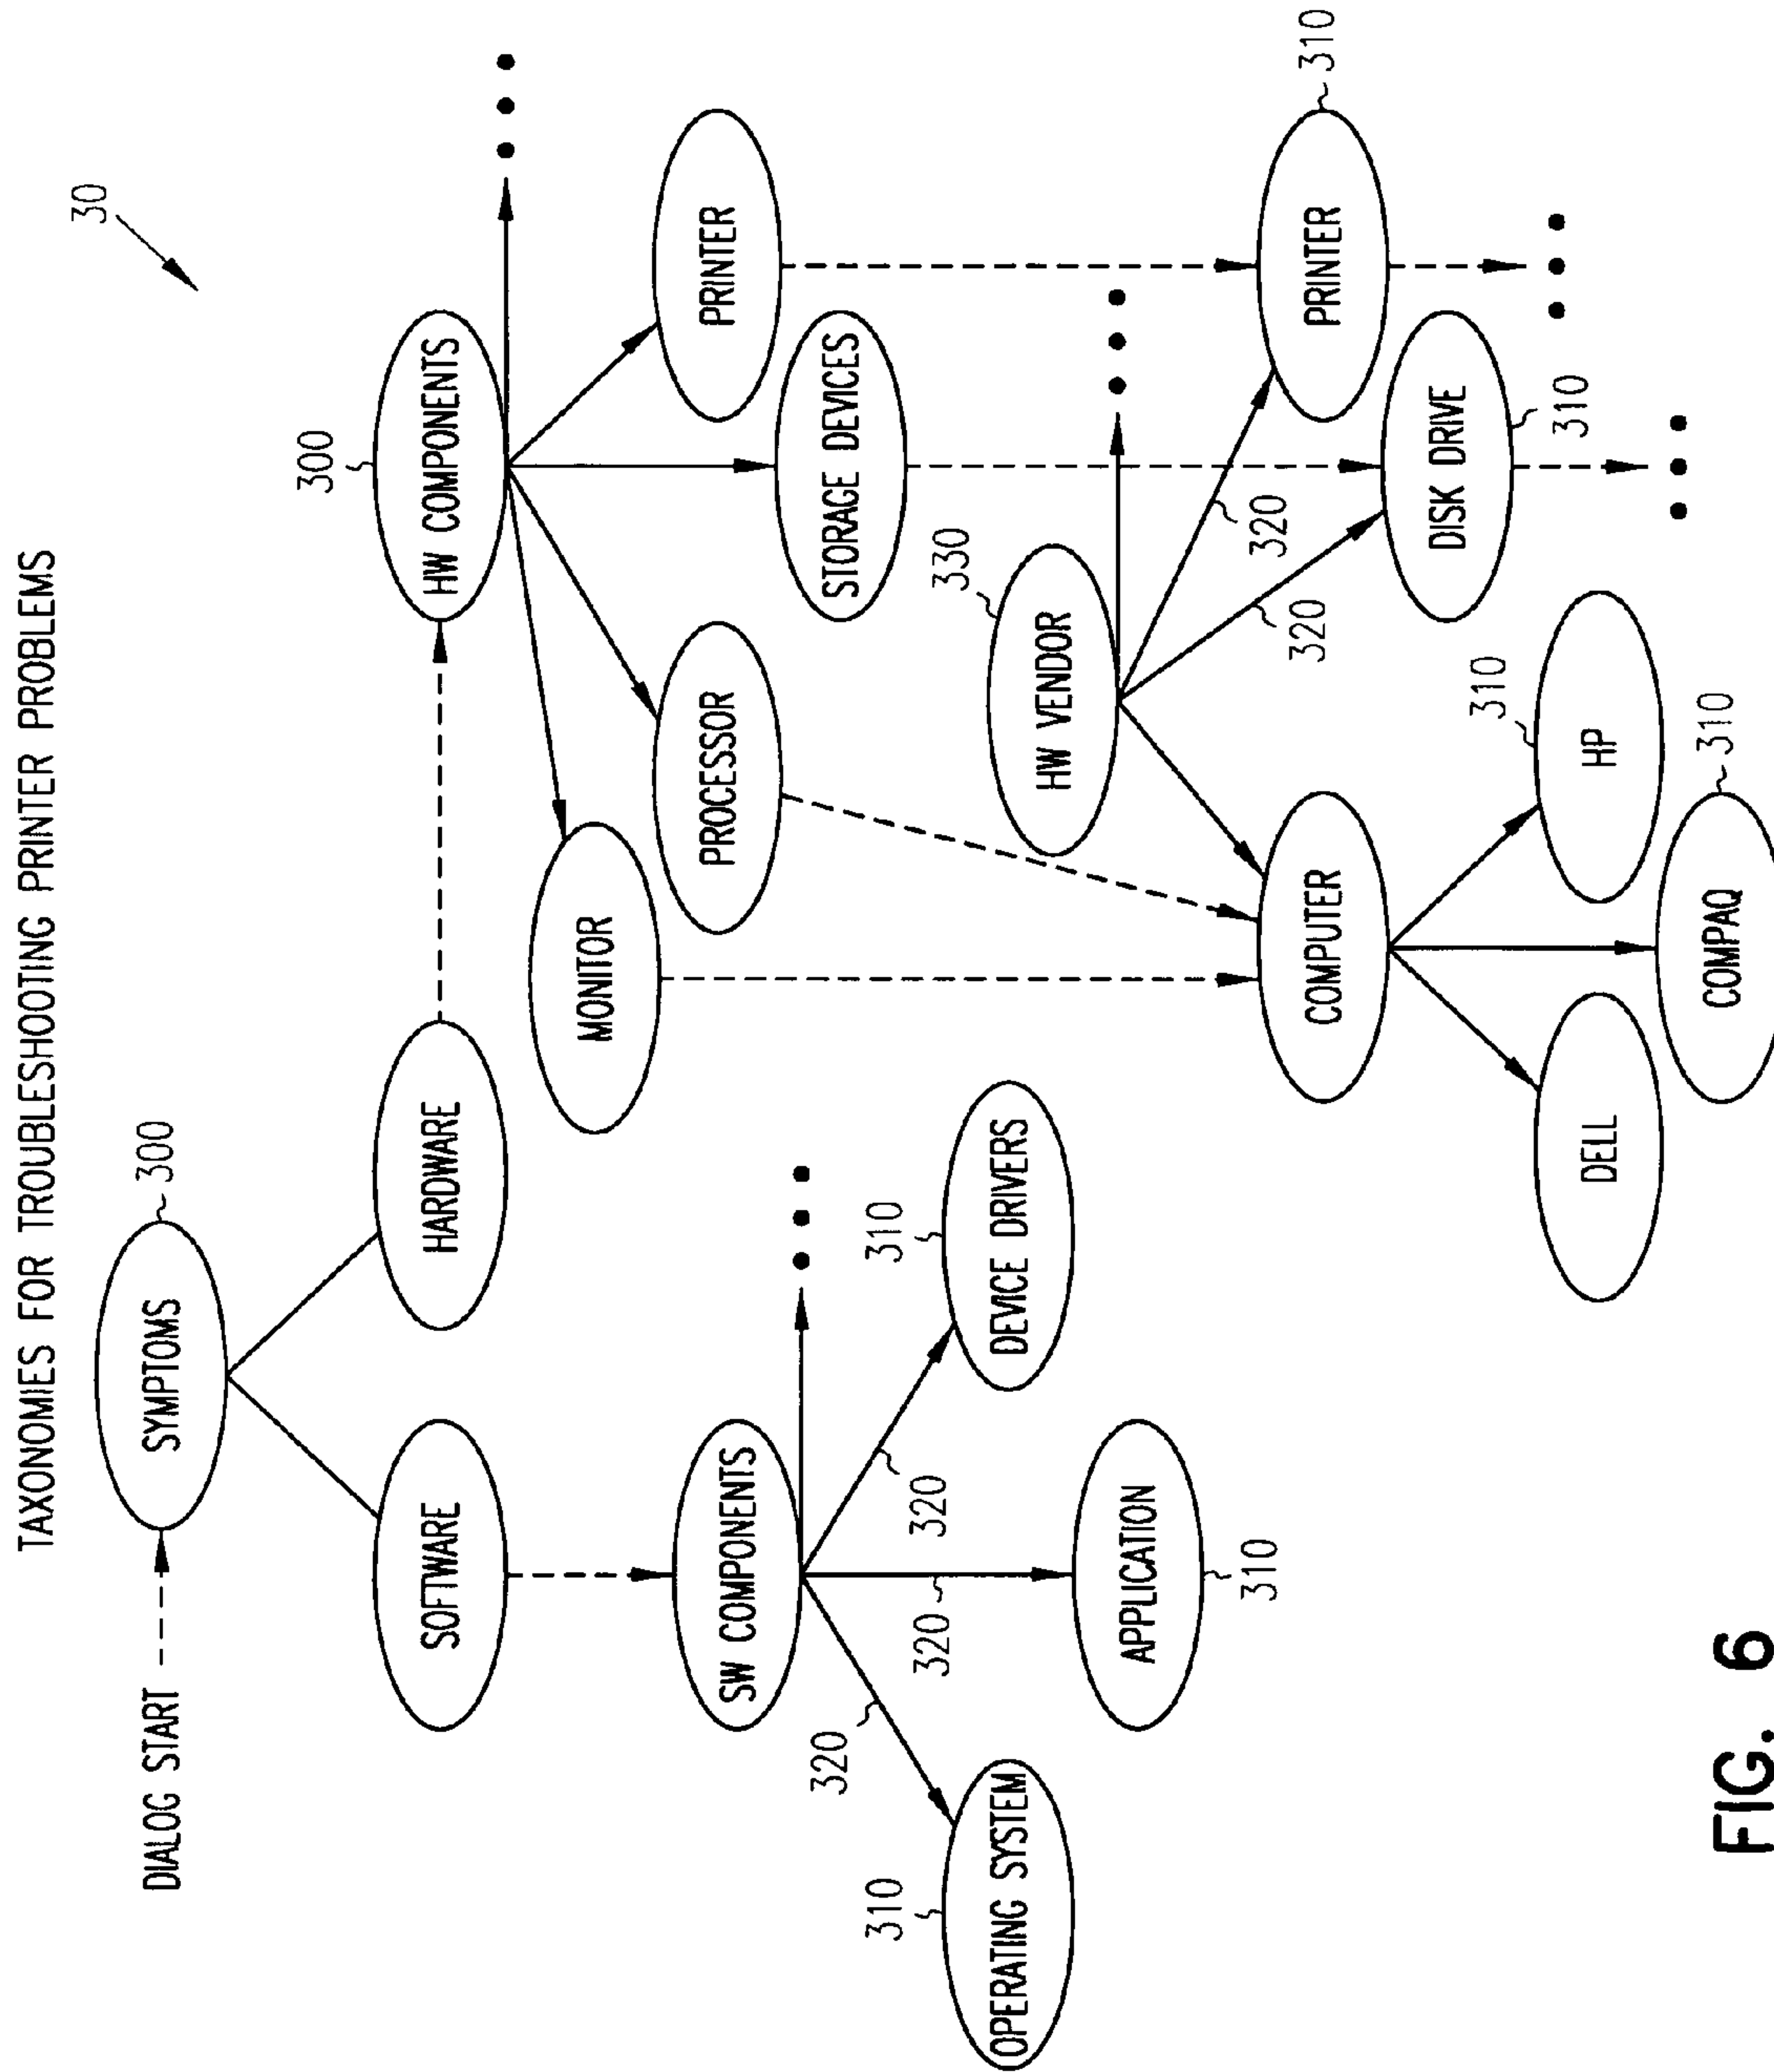 TAXONOMIES FOR TROUBLESHOOTING PRINTER PROBLEMS
30
DIALOG START
SYMPTOMS
300
SOFTWARE
HARDWARE
300
HW COMPONENTS
MONITOR
PROCESSOR
STORAGE DEVICES
PRINTER
SW COMPONENTS
320
320
320
310
OPERATING SYSTEM
APPLICATION
310
310
DEVICE DRIVERS
330
HW VENDOR
320
320
COMPUTER
DISK DRIVE
310
PRINTER
310
DELL
COMPAQ
310
HP
310
FIG. 6